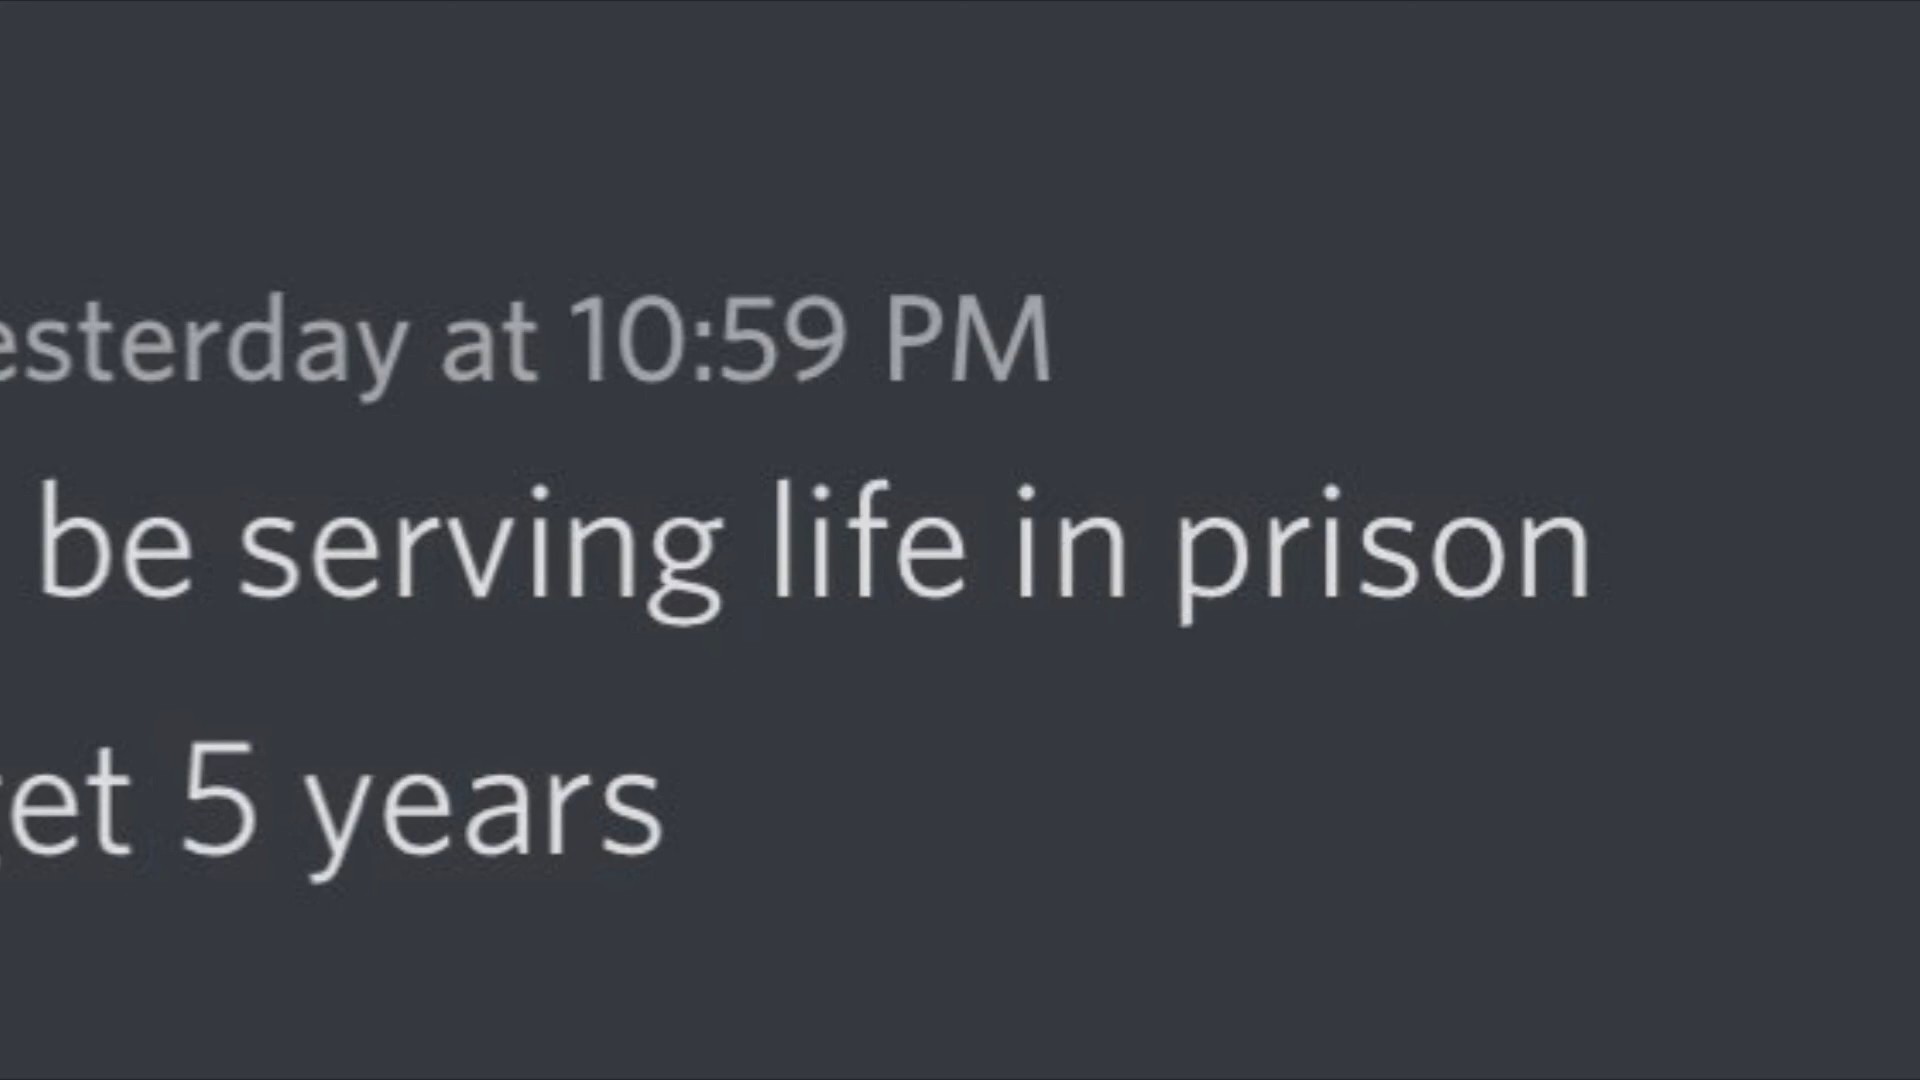 esterday at 10:59 PM
be serving life in prison
et 5 years